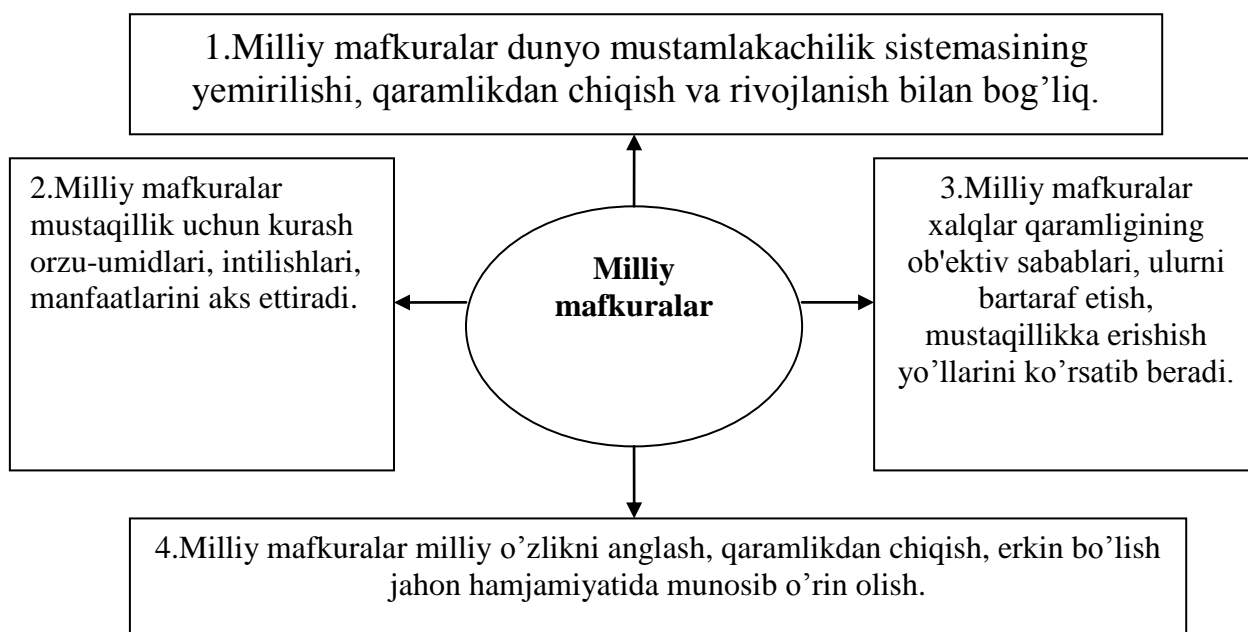 1.Milliy mafkuralar dunyo mustamlakachilik sistemasining
yemirilishi, qaramlikdan chiqish va rivojlanish bilan bog’liq.
2.Milliy mafkuralar
mustaqillik uchun kurash
orzu-umidlari, intilishlari,
manfaatlarini aks ettiradi.
Milliy
mafkuralar
3.Milliy mafkuralar
xalqlar qaramligining
ob'ektiv sabablari, ulurni
bartaraf etish,
mustaqillikka erishish
yo’llarini ko’rsatib beradi.
4.Milliy mafkuralar milliy o’zlikni anglash, qaramlikdan chiqish, erkin bo’lish
jahon hamjamiyatida munosib o’rin olish.